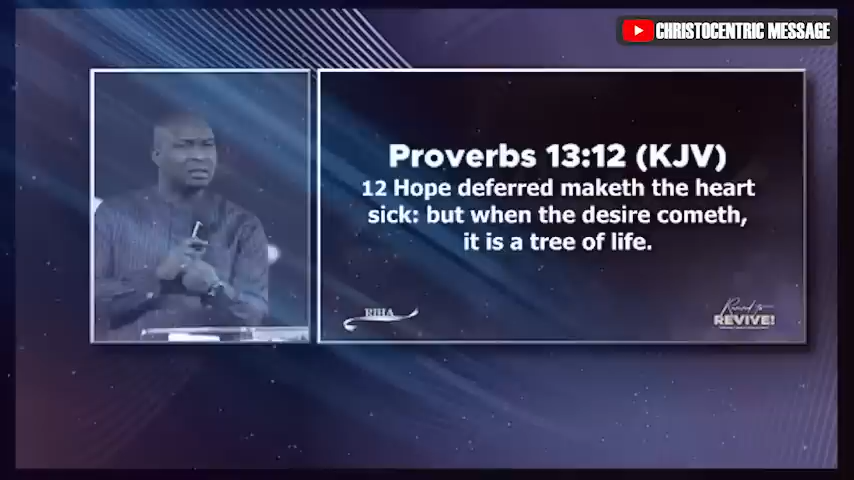 CHRISTOCENTRIC MESSAGE
Proverbs 13:12 (KJV)
12 Hope deferred maketh the heart
sick: but when the desire cometh,
it is a tree of life.
RIHA
REVIVE!